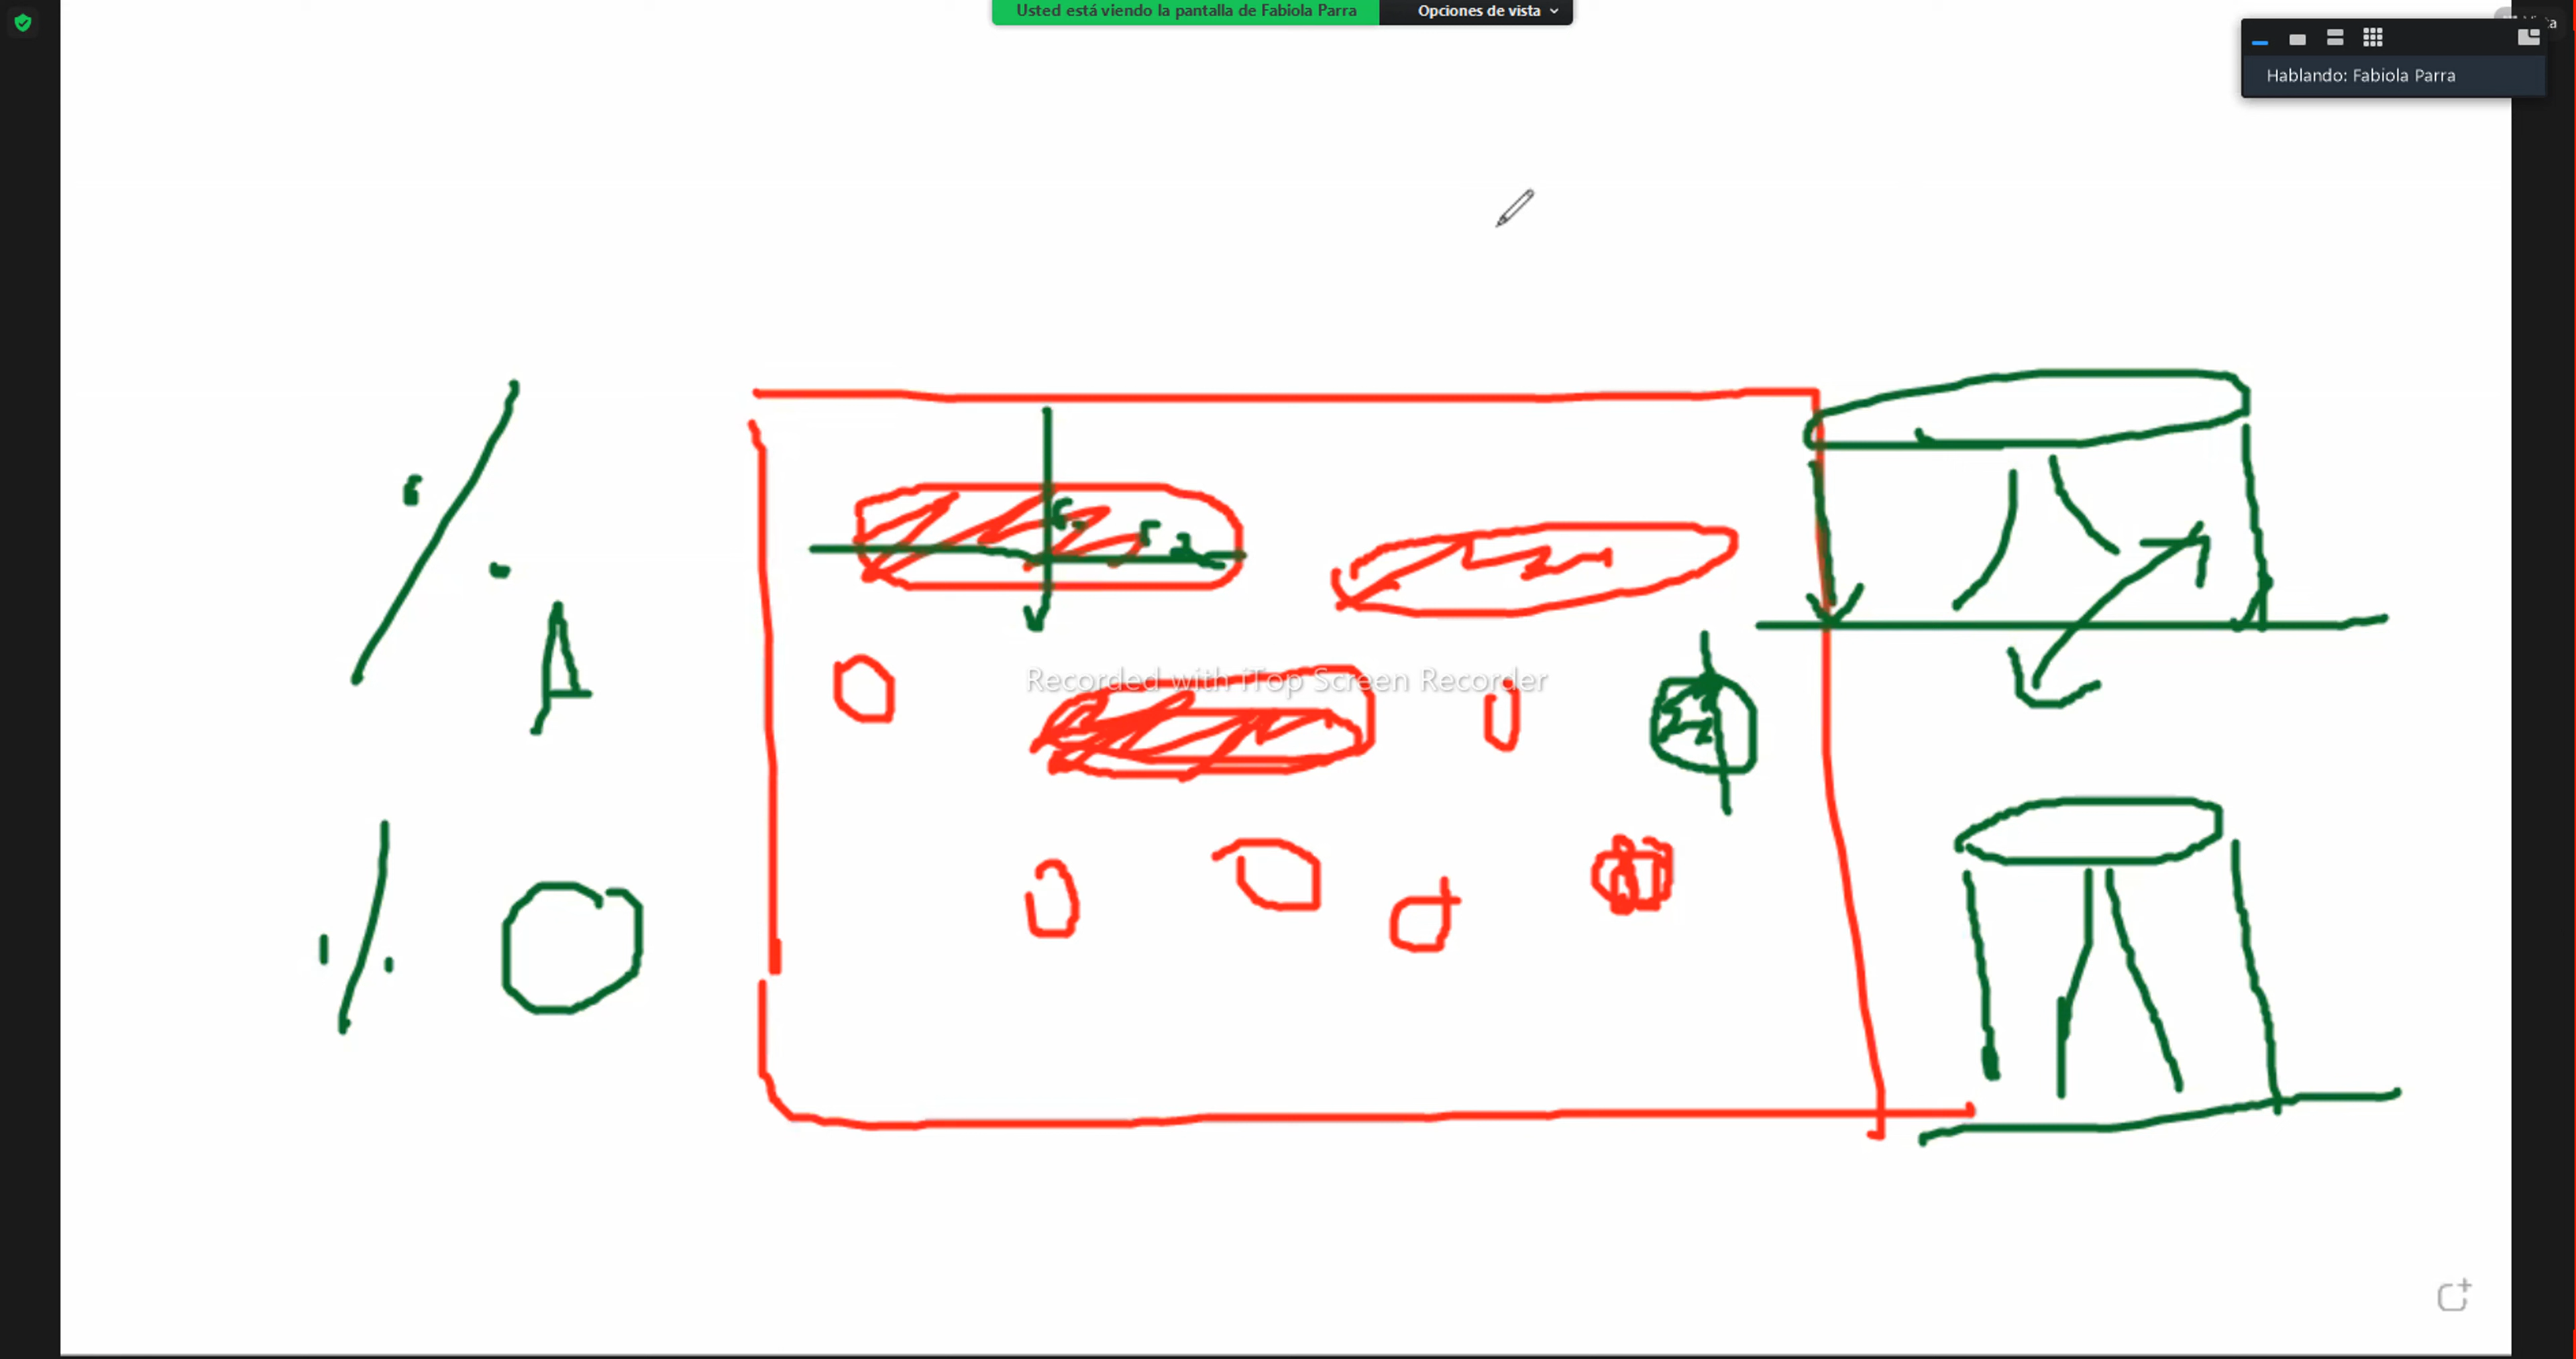 Usted está viendo la pantalla de Fabiola Parra
Opciones de vista
Hablando: Fabiola Parra
Recorded with iTop Screen Recorder